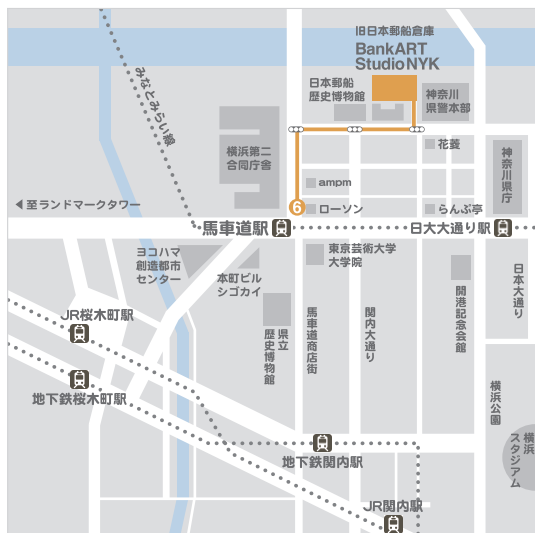 旧日本郵船倉庫
BankART
Studio NYK
みなとみらい線
日本郵船
歴史博物館
神奈川
県警本部
横浜第二
合同庁舎
花菱
神奈川県庁
ampm
◀至ランドマークタワー
6
ローソン
らんぶ亭
馬車道駅
日大大通り駅
ヨコハマ
創造都市
センター
本町ビル
シゴカイ
東京芸術大学
大学院
日本大通り
JR桜木町駅
県立
歴史博物館
馬車道商店街
関内大通り
開港記念会館
地下鉄桜木町駅
横浜公園
横浜
スタジアム
地下鉄関内駅
JR関内駅